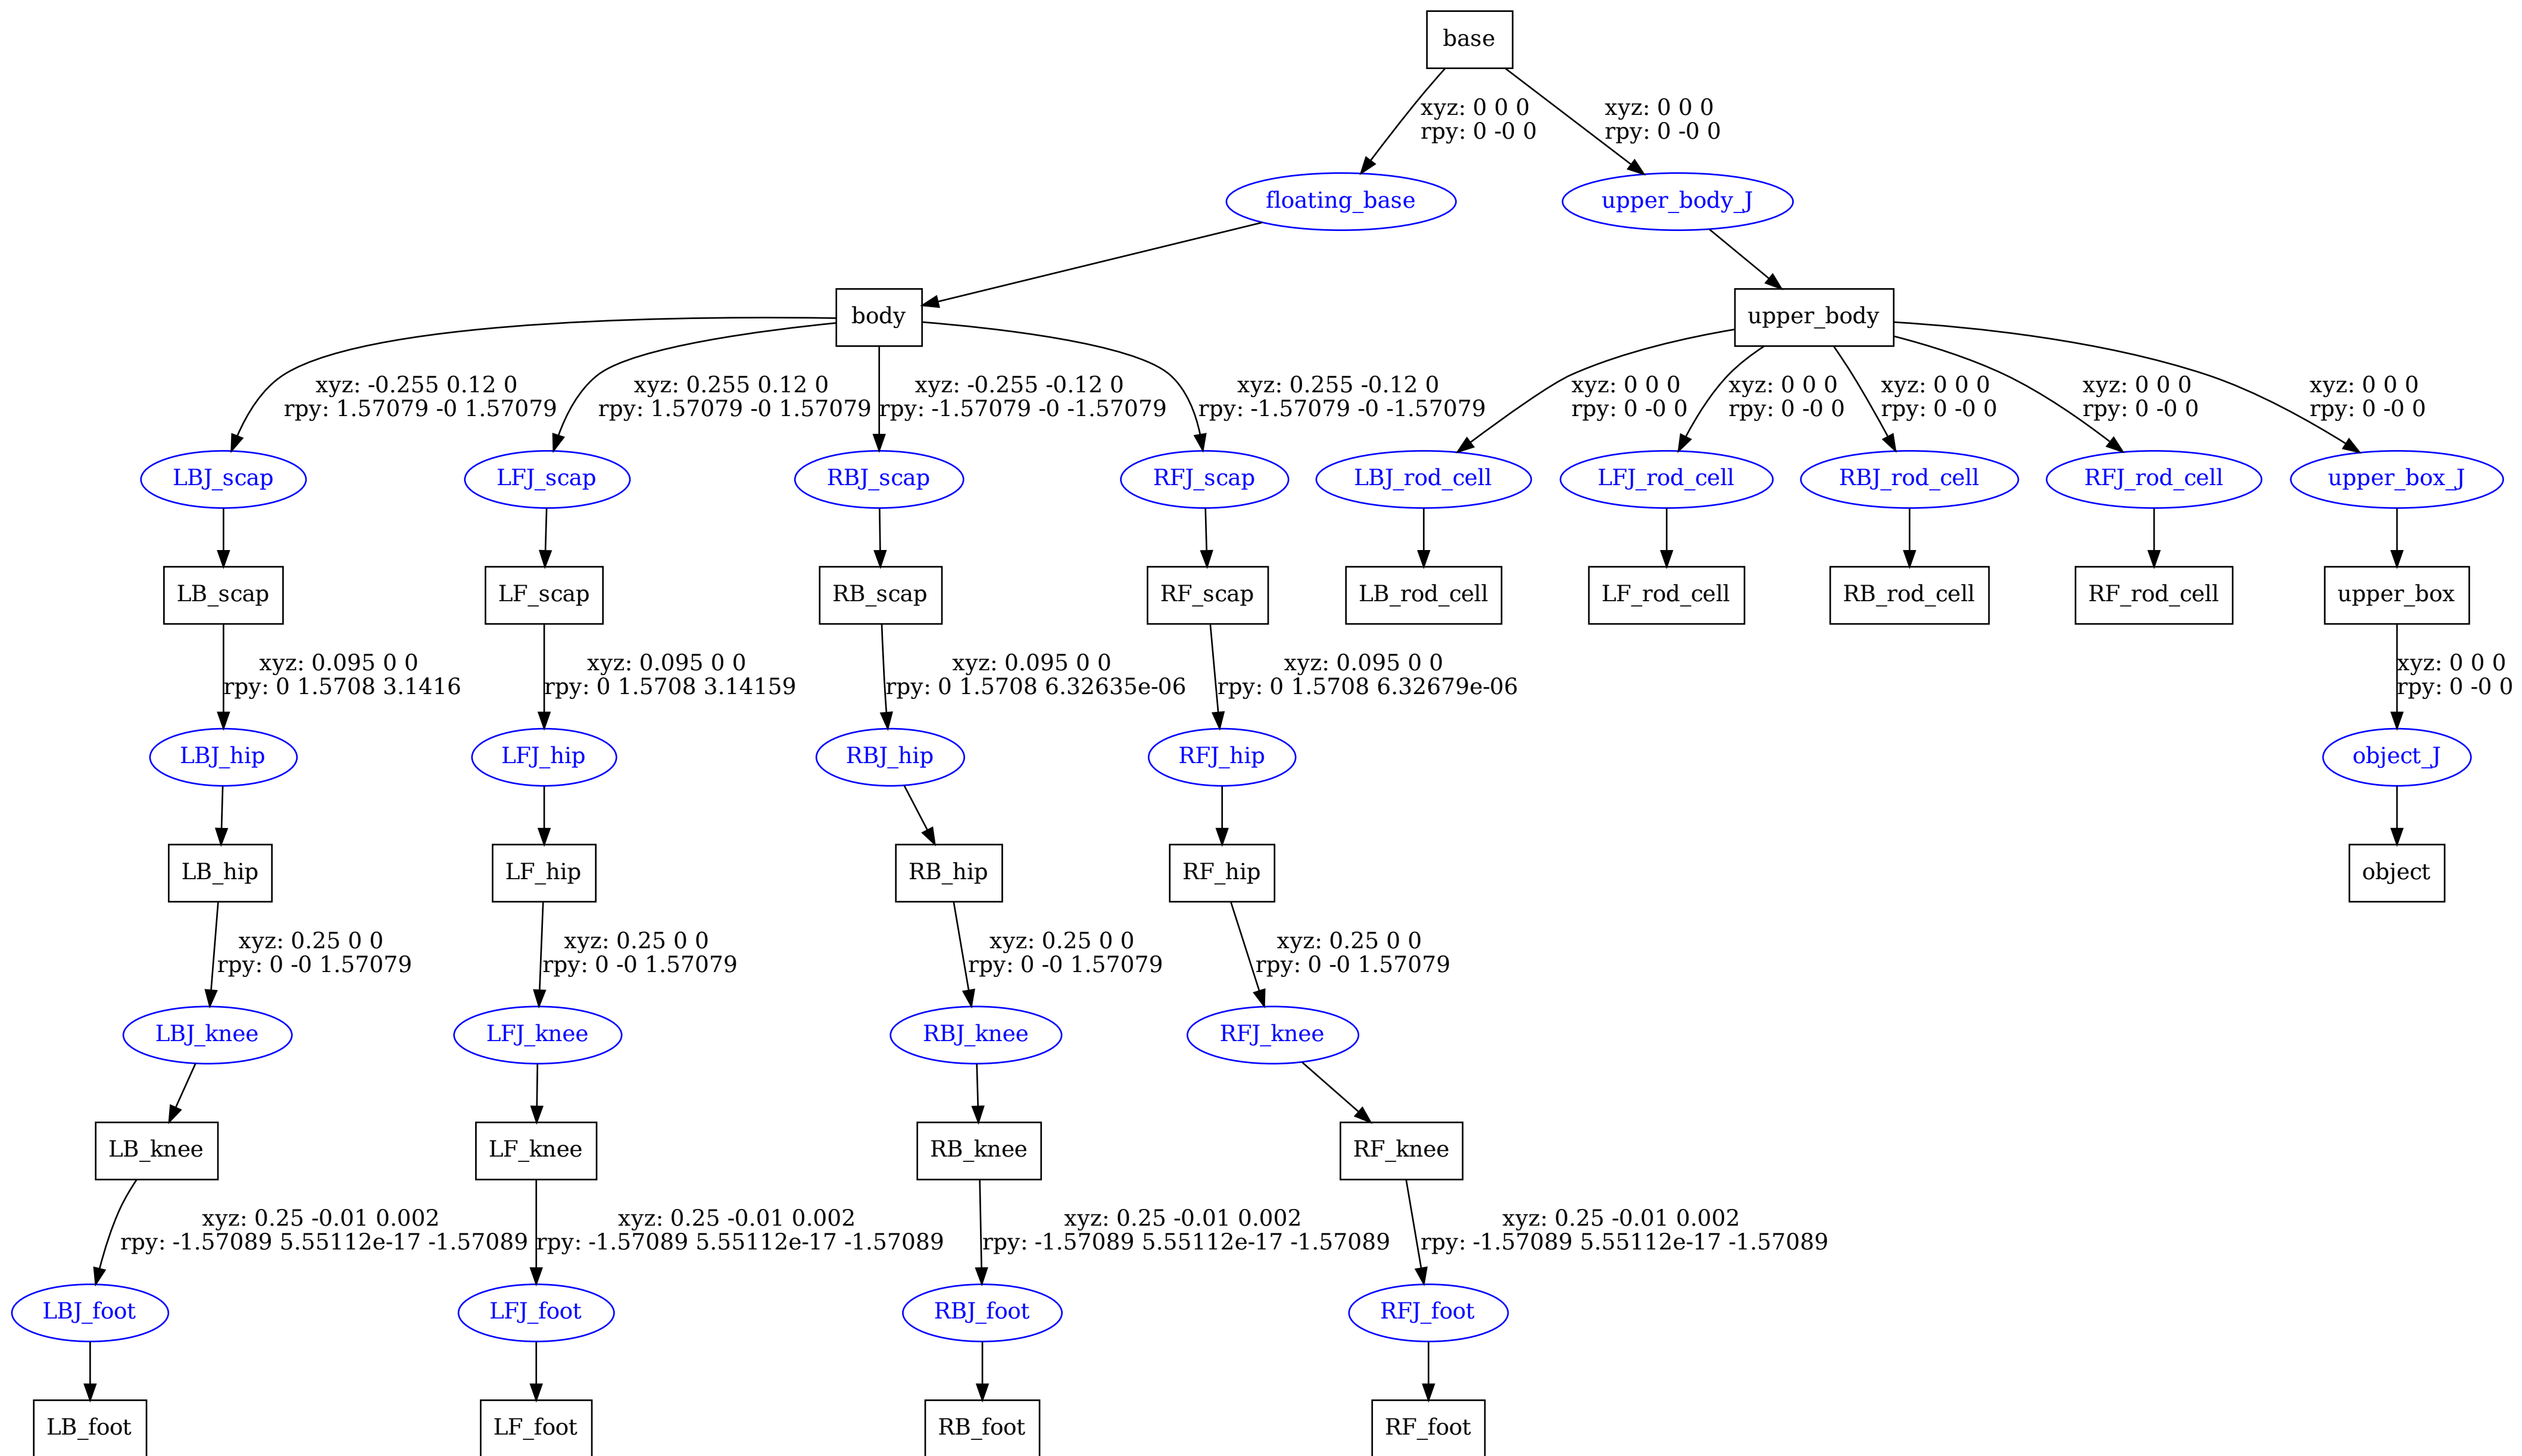 base
xyz: 0 0 0
rpy: 0 -0 0
xyz: 0 0 0
rpy: 0 -0 0
floating_base
upper_body_J
body
upper_body
xyz: -0.255 0.12 0
rpy: 1.57079 -0 1.57079
xyz: 0.255 0.12 0
rpy: 1.57079 -0 1.57079
xyz: -0.255 -0.12 0
rpy: -1.57079 -0 -1.57079
xyz: 0.255 -0.12 0
rpy: -1.57079 -0 -1.57079
xyz: 0 0 0
rpy: 0 -0 0
xyz: 0 0 0
rpy: 0 -0 0
xyz: 0 0 0
rpy: 0 -0 0
xyz: 0 0 0
rpy: 0 -0 0
xyz: 0 0 0
rpy: 0 -0 0
LBJ_scap
LFJ_scap
RBJ_scap
RFJ_scap
LBJ_rod_cell
LFJ_rod_cell
RBJ_rod_cell
RFJ_rod_cell
upper_box_J
LB_scap
LF_scap
RB_scap
RF_scap
LB_rod_cell
LF_rod_cell
RB_rod_cell
RF_rod_cell
upper_box
xyz: 0.095 0 0
rpy: 0 1.5708 3.1416
xyz: 0.095 0 0
rpy: 0 1.5708 3.14159
xyz: 0.095 0 0
rpy: 0 1.5708 6.32635e-06
xyz: 0.095 0 0
rpy: 0 1.5708 6.32679e-06
xyz: 0 0 0
rpy: 0 -0 0
LBJ_hip
LFJ_hip
RBJ_hip
RFJ_hip
object_J
LB_hip
LF_hip
RB_hip
RF_hip
object
xyz: 0.25 0 0
rpy: 0 -0 1.57079
xyz: 0.25 0 0
rpy: 0 -0 1.57079
xyz: 0.25 0 0
rpy: 0 -0 1.57079
xyz: 0.25 0 0
rpy: 0 -0 1.57079
LBJ_knee
LFJ_knee
RBJ_knee
RFJ_knee
LB_knee
LF_knee
RB_knee
RF_knee
xyz: 0.25 -0.01 0.002
rpy: -1.57089 5.55112e-17 -1.57089
xyz: 0.25 -0.01 0.002
rpy: -1.57089 5.55112e-17 -1.57089
xyz: 0.25 -0.01 0.002
rpy: -1.57089 5.55112e-17 -1.57089
xyz: 0.25 -0.01 0.002
rpy: -1.57089 5.55112e-17 -1.57089
LBJ_foot
LFJ_foot
RBJ_foot
RFJ_foot
LB_foot
LF_foot
RB_foot
RF_foot